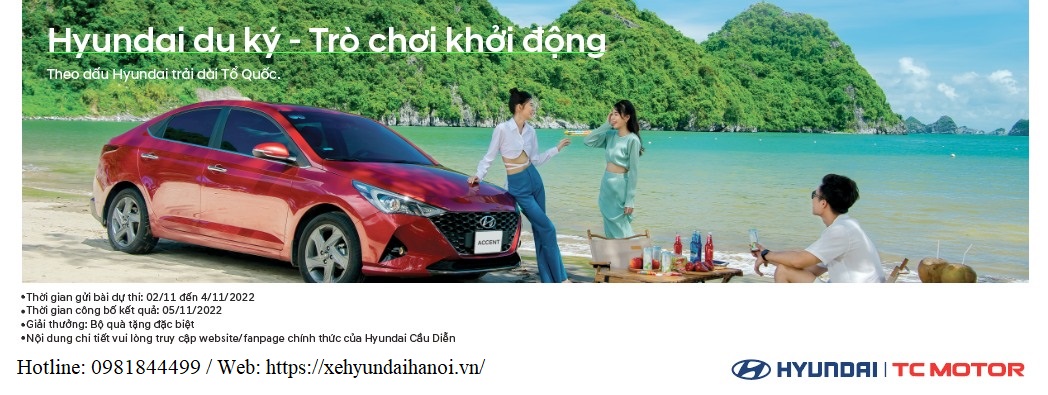 Hyundai du ký - Trò chơi khởi động
Theo dấu Hyundai trải dài Tổ Quốc.
ACCENT
•Thời gian gửi bài dự thi: 02/11 đến 4/11/2022
•Thời gian công bố kết quả: 05/11/2022
•Giải thưởng: Bộ quà tặng đặc biệt
•Nội dung chi tiết vui lòng truy cập website/fanpage chính thức của Hyundai Cầu Diễn
Hotline: 0981844499 / Web: https://xehyundaihanoi.vn/
HYUNDAI | TC MOTOR